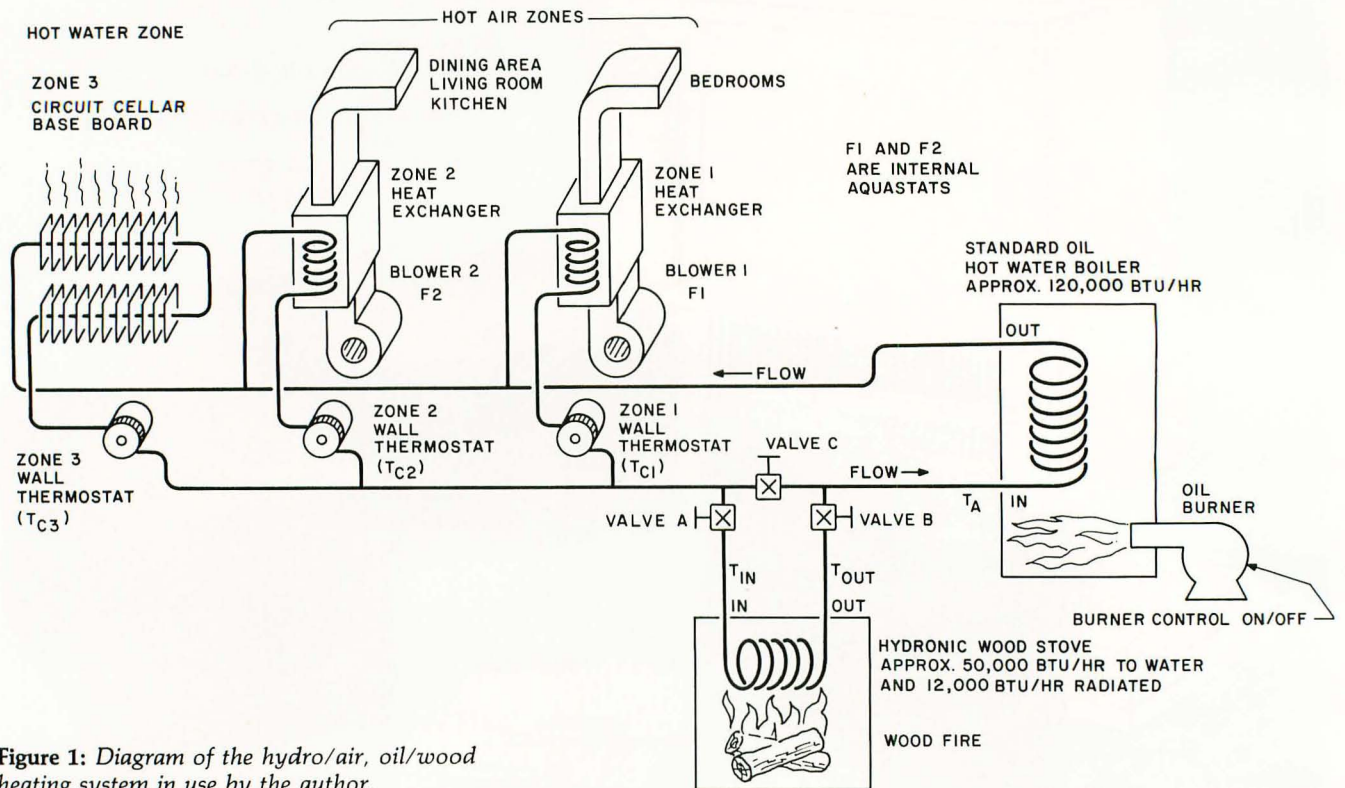 HOT WATER ZONE
HOT AIR ZONES
ZONE 3
CIRCUIT CELLAR
BASE BOARD
DINING AREA
LIVING ROOM
KITCHEN
BEDROOMS
ZONE 2
HEAT
EXCHANGER
ZONE 1
HEAT
EXCHANGER
F1 AND F2
ARE INTERNAL
AQUASTATS
BLOWER 2
F2
BLOWER 1
F1
STANDARD OIL
HOT WATER BOILER
APPROX. 120,000 BTU/HR
OUT
FLOW
ZONE 3
WALL
THERMOSTAT
(TC3)
ZONE 2
WALL
THERMOSTAT
(TC2)
ZONE 1
WALL
THERMOSTAT
(TC1)
VALVE C
FLOW
TA
IN
OIL
BURNER
VALVE A
VALVE B
TIN
TOUT
IN
OUT
BURNER CONTROL ON/OFF
HYDRONIC WOOD STOVE
APPROX. 50,000 BTU/HR TO WATER
AND 12,000 BTU/HR RADIATED
WOOD FIRE
Figure 1: Diagram of the hydro/air, oil/wood
heating system in use by the author.